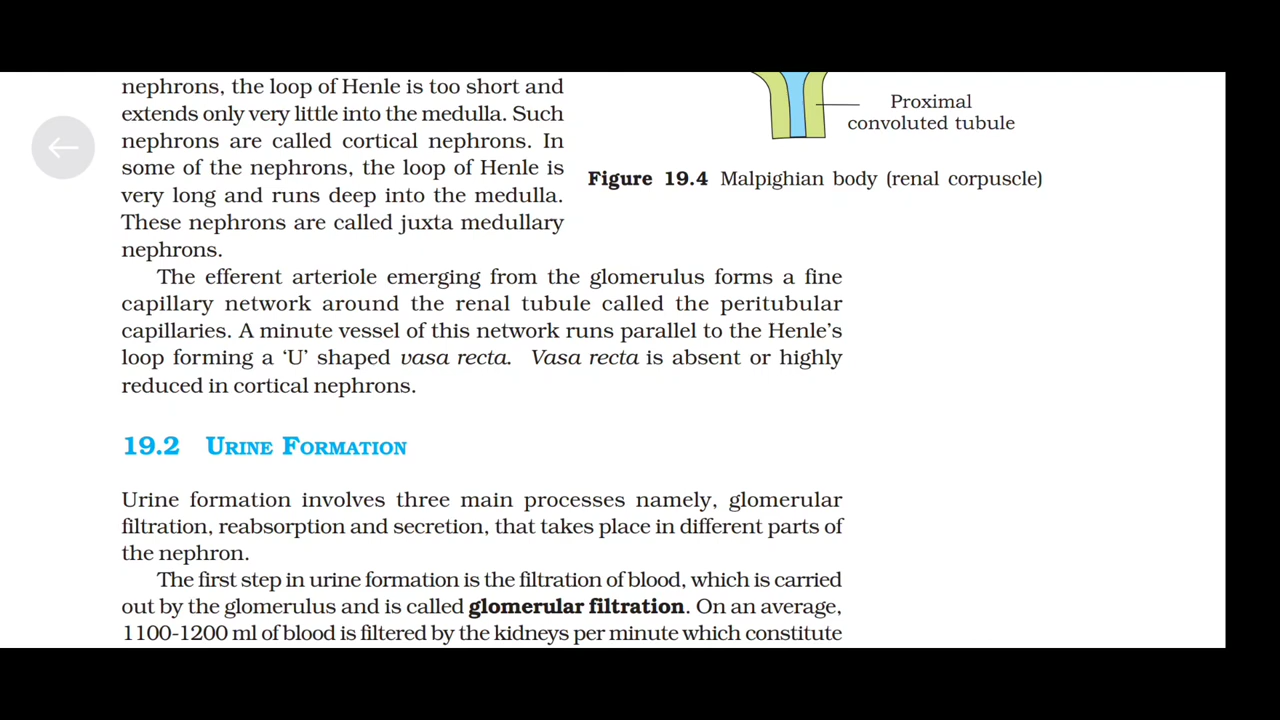 nephrons, the loop of Henle is too short and
extends only very little into the medulla. Such
nephrons are called cortical nephrons. In
some of the nephrons, the loop of Henle is
very long and runs deep into the medulla.
These nephrons are called juxta medullary
nephrons.
Proximal
convoluted tubule
Figure 19.4 Malpighian body (renal corpuscle)
The efferent arteriole emerging from the glomerulus forms a fine
capillary network around the renal tubule called the peritubular
capillaries. A minute vessel of this network runs parallel to the Henle’s
loop forming a ‘U’ shaped vasa recta. Vasa recta is absent or highly
reduced in cortical nephrons.
19.2 URINE FORMATION
Urine formation involves three main processes namely, glomerular
filtration, reabsorption and secretion, that takes place in different parts of
the nephron.
The first step in urine formation is the filtration of blood, which is carried
out by the glomerulus and is called glomerular filtration. On an average,
1100-1200 ml of blood is filtered by the kidneys per minute which constitute